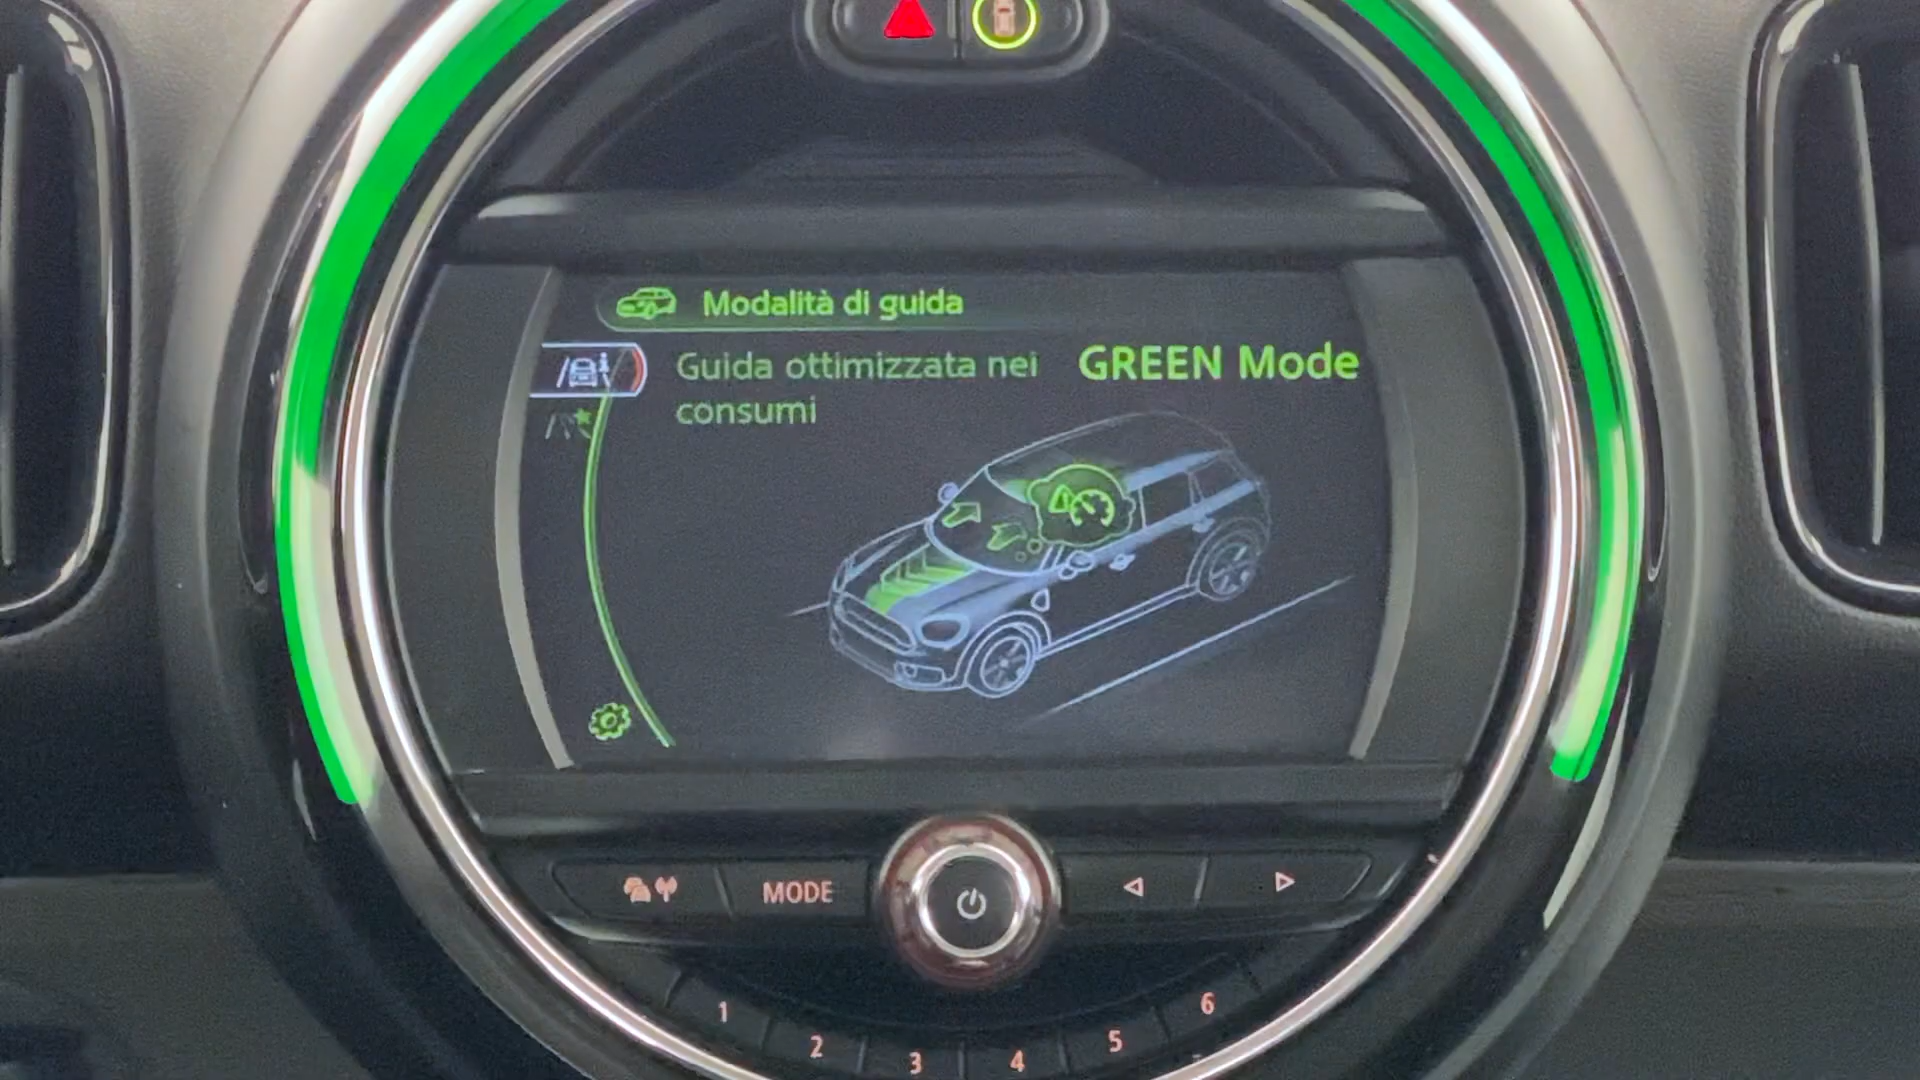 Modalità di guida
Guida ottimizzata nei
consumi
GREEN Mode
MODE
1
2
3
4
5
6